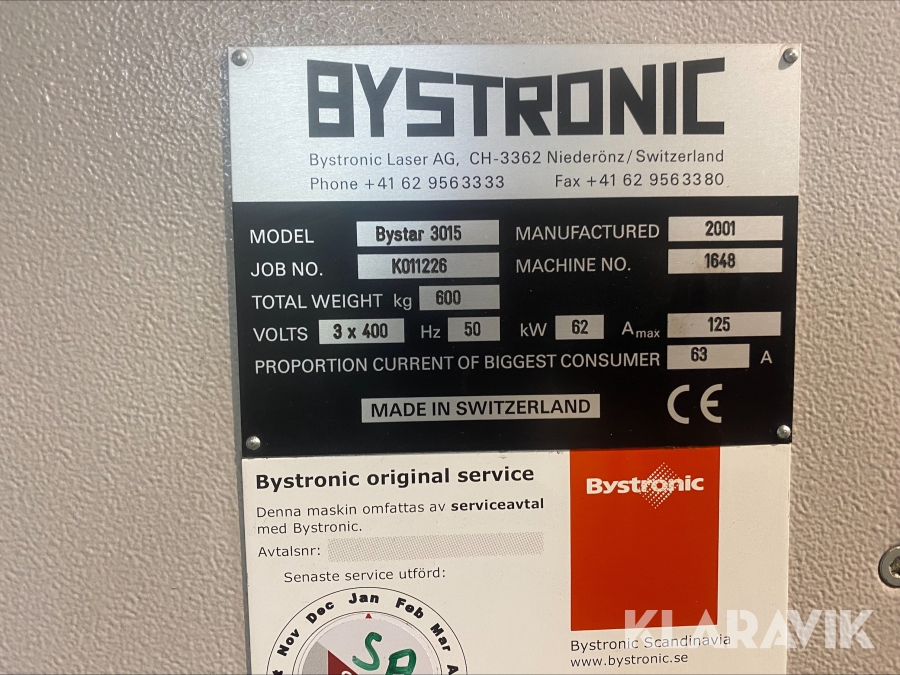 BYSTRONIC
Bystronic Laser AG, CH-3362 Niederönz/Switzerland
Phone +41 62 9563333 Fax +41 62 9563380
MODEL Bystar 3015 MANUFACTURED 2001
JOB NO. K011226 MACHINE NO. 1648
TOTAL WEIGHT kg 600
VOLTS 3 x 400 Hz 50 kW 62 Amax 125
PROPORTION CURRENT OF BIGGEST CONSUMER 63 A
MADE IN SWITZERLAND CE
Bystronic original service
Bystronic
Denna maskin omfattas av serviceavtal
med Bystronic.
Avtalsnr:
Senaste service utförd:
Nov Dec Jan Feb Mar
Bystronic Scandinavia
www.bystronic.se
KLARAVIK